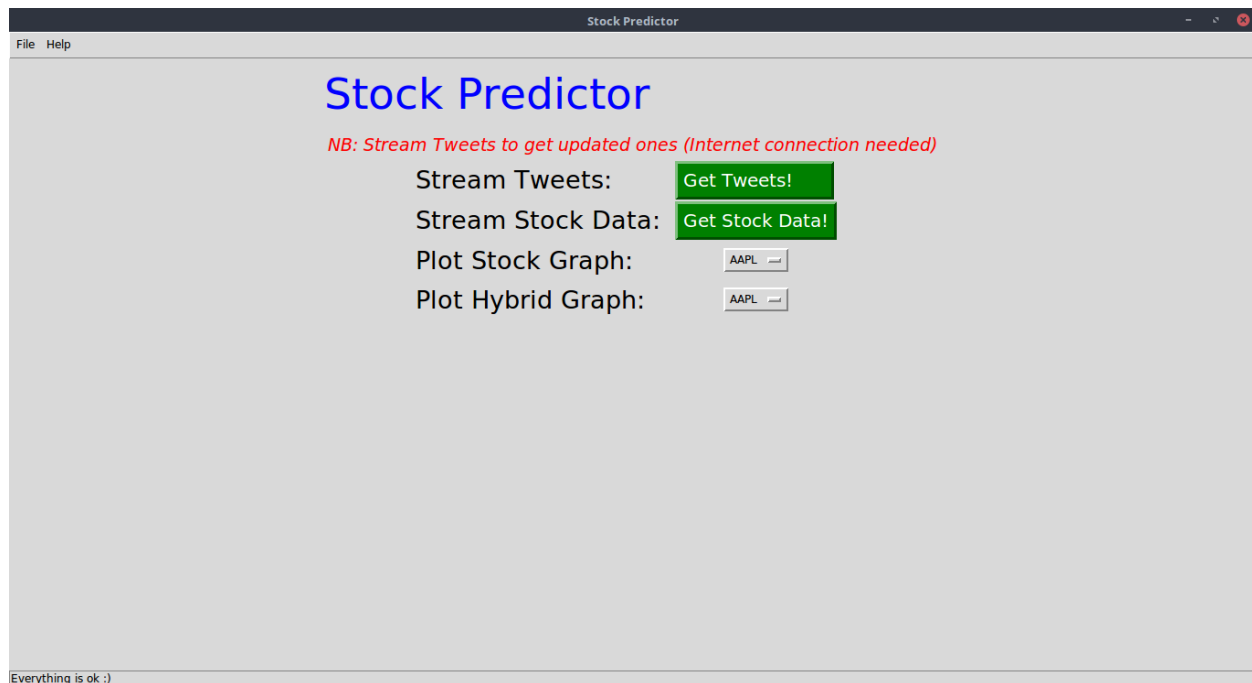 Stock Predictor
File Help
Stock Predictor
NB: Stream Tweets to get updated ones (Internet connection needed)
Stream Tweets: Get Tweets!
Stream Stock Data: Get Stock Data!
Plot Stock Graph: AAPL
Plot Hybrid Graph: AAPL
Everything is ok :)